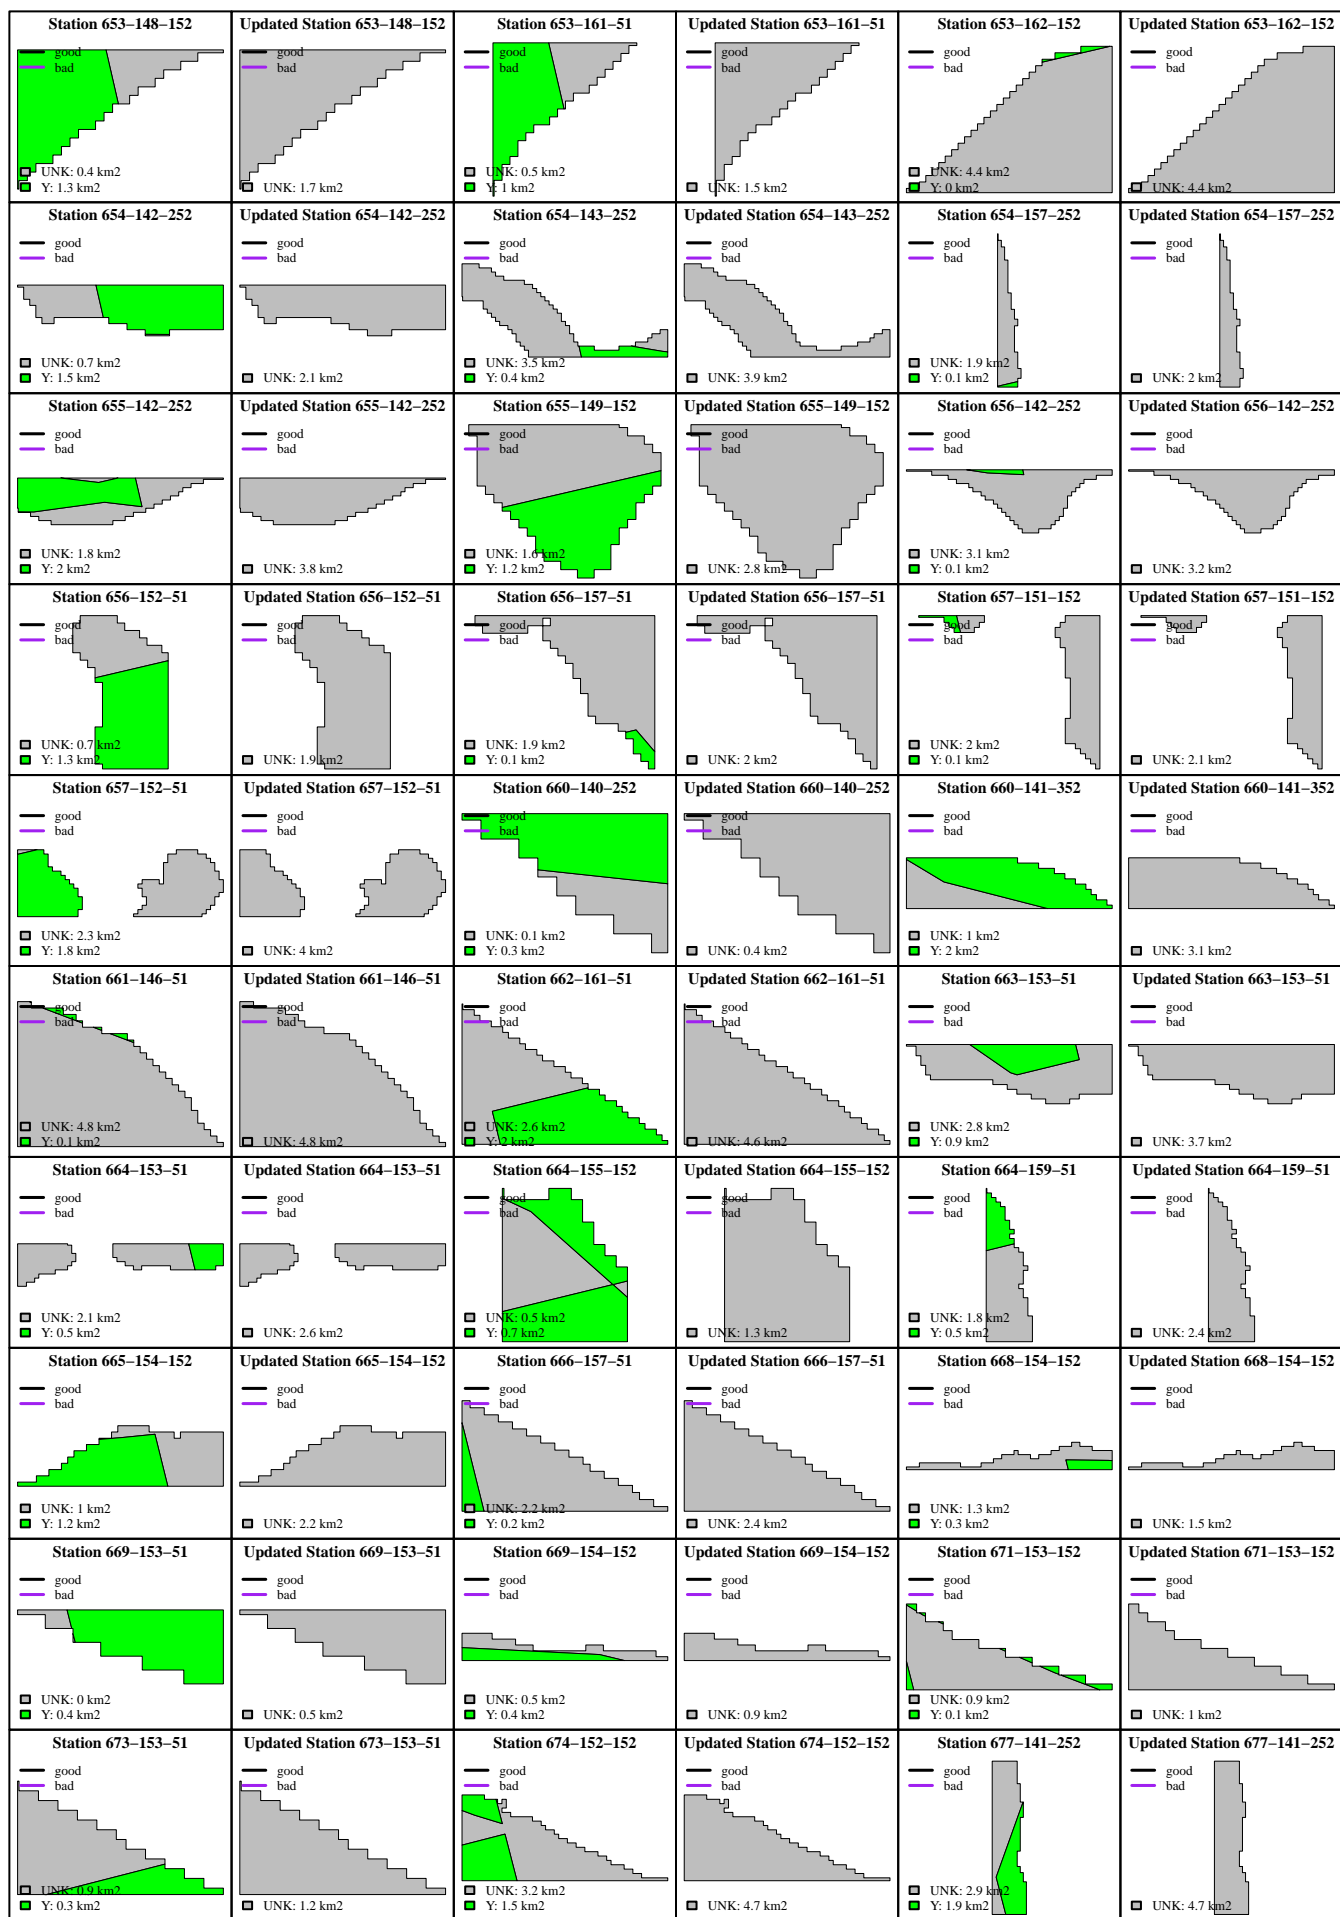 Station 653−148−152
good
bad
UNK: 0.4 km2
Y: 1.3 km2
Updated Station 653−148−152
good
bad
UNK: 1.7 km2
Station 653−161−51
good
bad
UNK: 0.5 km2
Y: 1 km2
Updated Station 653−161−51
good
bad
UNK: 1.5 km2
Station 653−162−152
good
bad
UNK: 4.4 km2
Y: 0 km2
Updated Station 653−162−152
good
bad
UNK: 4.4 km2
Station 654−142−252
good
bad
UNK: 0.7 km2
Y: 1.5 km2
Updated Station 654−142−252
good
bad
UNK: 2.1 km2
Station 654−143−252
good
bad
UNK: 3.5 km2
Y: 0.4 km2
Updated Station 654−143−252
good
bad
UNK: 3.9 km2
Station 654−157−252
good
bad
UNK: 1.9 km2
Y: 0.1 km2
Updated Station 654−157−252
good
bad
UNK: 2 km2
Station 655−142−252
good
bad
UNK: 1.8 km2
Y: 2 km2
Updated Station 655−142−252
good
bad
UNK: 3.8 km2
Station 655−149−152
good
bad
UNK: 1.6 km2
Y: 1.2 km2
Updated Station 655−149−152
good
bad
UNK: 2.8 km2
Station 656−142−252
good
bad
UNK: 3.1 km2
Y: 0.1 km2
Updated Station 656−142−252
good
bad
UNK: 3.2 km2
Station 656−152−51
good
bad
UNK: 0.7 km2
Y: 1.3 km2
Updated Station 656−152−51
good
bad
UNK: 1.9 km2
Station 656−157−51
good
bad
UNK: 1.9 km2
Y: 0.1 km2
Updated Station 656−157−51
good
bad
UNK: 2 km2
Station 657−151−152
good
bad
UNK: 2 km2
Y: 0.1 km2
Updated Station 657−151−152
good
bad
UNK: 2.1 km2
Station 657−152−51
good
bad
UNK: 2.3 km2
Y: 1.8 km2
Updated Station 657−152−51
good
bad
UNK: 4 km2
Station 660−140−252
good
bad
UNK: 0.1 km2
Y: 0.3 km2
Updated Station 660−140−252
good
bad
UNK: 0.4 km2
Station 660−141−352
good
bad
UNK: 1 km2
Y: 2 km2
Updated Station 660−141−352
good
bad
UNK: 3.1 km2
Station 661−146−51
good
bad
UNK: 4.8 km2
Y: 0.1 km2
Updated Station 661−146−51
good
bad
UNK: 4.8 km2
Station 662−161−51
good
bad
UNK: 2.6 km2
Y: 2 km2
Updated Station 662−161−51
good
bad
UNK: 4.6 km2
Station 663−153−51
good
bad
UNK: 2.8 km2
Y: 0.9 km2
Updated Station 663−153−51
good
bad
UNK: 3.7 km2
Station 664−153−51
good
bad
UNK: 2.1 km2
Y: 0.5 km2
Updated Station 664−153−51
good
bad
UNK: 2.6 km2
Station 664−155−152
good
bad
UNK: 0.5 km2
Y: 0.7 km2
Updated Station 664−155−152
good
bad
UNK: 1.3 km2
Station 664−159−51
good
bad
UNK: 1.8 km2
Y: 0.5 km2
Updated Station 664−159−51
good
bad
UNK: 2.4 km2
Station 665−154−152
good
bad
UNK: 1 km2
Y: 1.2 km2
Updated Station 665−154−152
good
bad
UNK: 2.2 km2
Station 666−157−51
good
bad
UNK: 2.2 km2
Y: 0.2 km2
Updated Station 666−157−51
good
bad
UNK: 2.4 km2
Station 668−154−152
good
bad
UNK: 1.3 km2
Y: 0.3 km2
Updated Station 668−154−152
good
bad
UNK: 1.5 km2
Station 669−153−51
good
bad
UNK: 0 km2
Y: 0.4 km2
Updated Station 669−153−51
good
bad
UNK: 0.5 km2
Station 669−154−152
good
bad
UNK: 0.5 km2
Y: 0.4 km2
Updated Station 669−154−152
good
bad
UNK: 0.9 km2
Station 671−153−152
good
bad
UNK: 0.9 km2
Y: 0.1 km2
Updated Station 671−153−152
good
bad
UNK: 1 km2
Station 673−153−51
good
bad
UNK: 0.9 km2
Y: 0.3 km2
Updated Station 673−153−51
good
bad
UNK: 1.2 km2
Station 674−152−152
good
bad
UNK: 3.2 km2
Y: 1.5 km2
Updated Station 674−152−152
good
bad
UNK: 4.7 km2
Station 677−141−252
good
bad
UNK: 2.9 km2
Y: 1.9 km2
Updated Station 677−141−252
good
bad
UNK: 4.7 km2